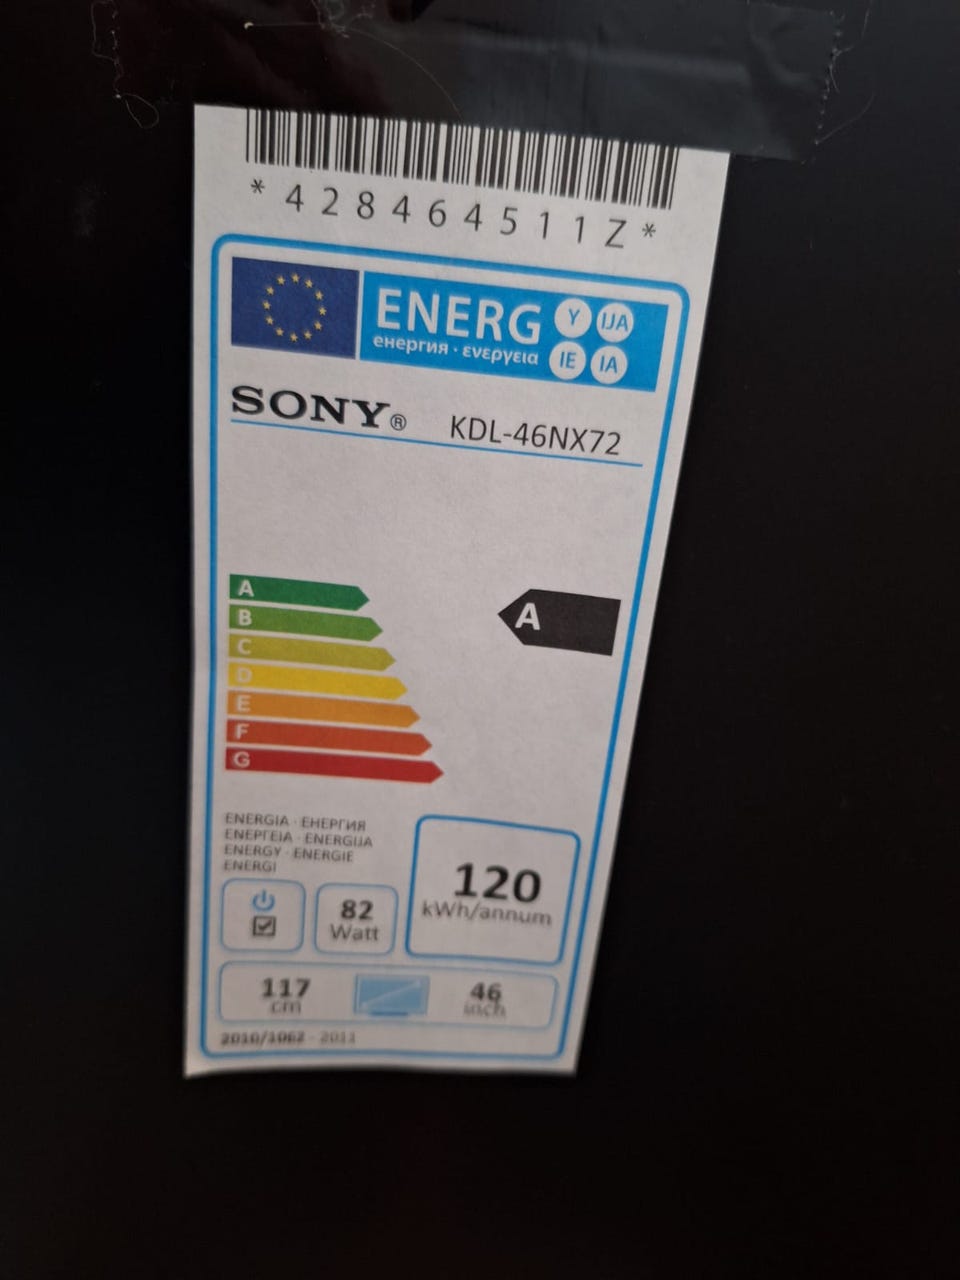 *428464511Z*
ENERG Y IJA
енергия · ενεργεια IE IA
SONY® KDL-46NX72
A
B
C
D
E
F
G
A
ENERGIA · ЕНЕРГИЯ
ΕΝΕΡΓΕΙΑ · ENERGIJA
ENERGY · ENERGIE
ENERGI
120
kWh/annum
82
Watt
117
cm
46
inch
2010/1062 - 2011